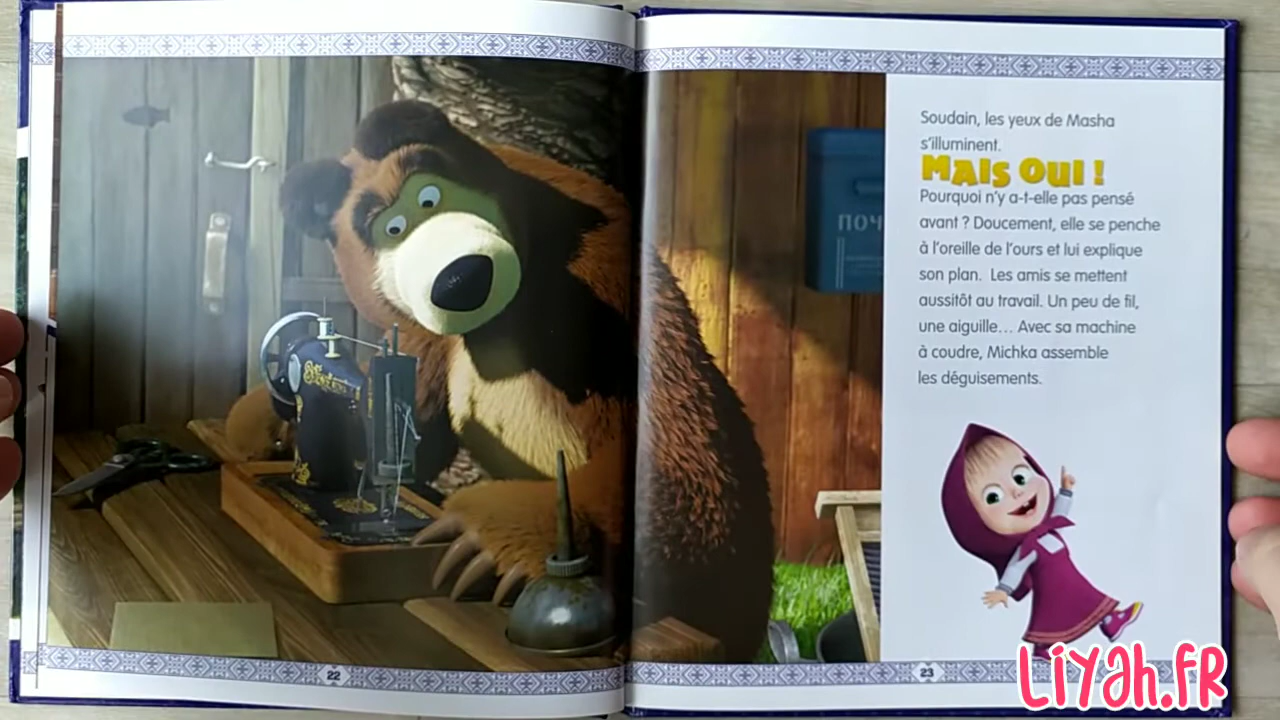 Soudain, les yeux de Masha
s'illuminent.
Mais Oui !
Pourquoi n'y a-t-elle pas pensé
avant ? Doucement, elle se penche
à l'oreille de l'ours et lui explique
son plan. Les amis se mettent
aussitôt au travail. Un peu de fil,
une aiguille… Avec sa machine
à coudre, Michka assemble
les déguisements.
ПОЧ
22
23
LiYah.FR